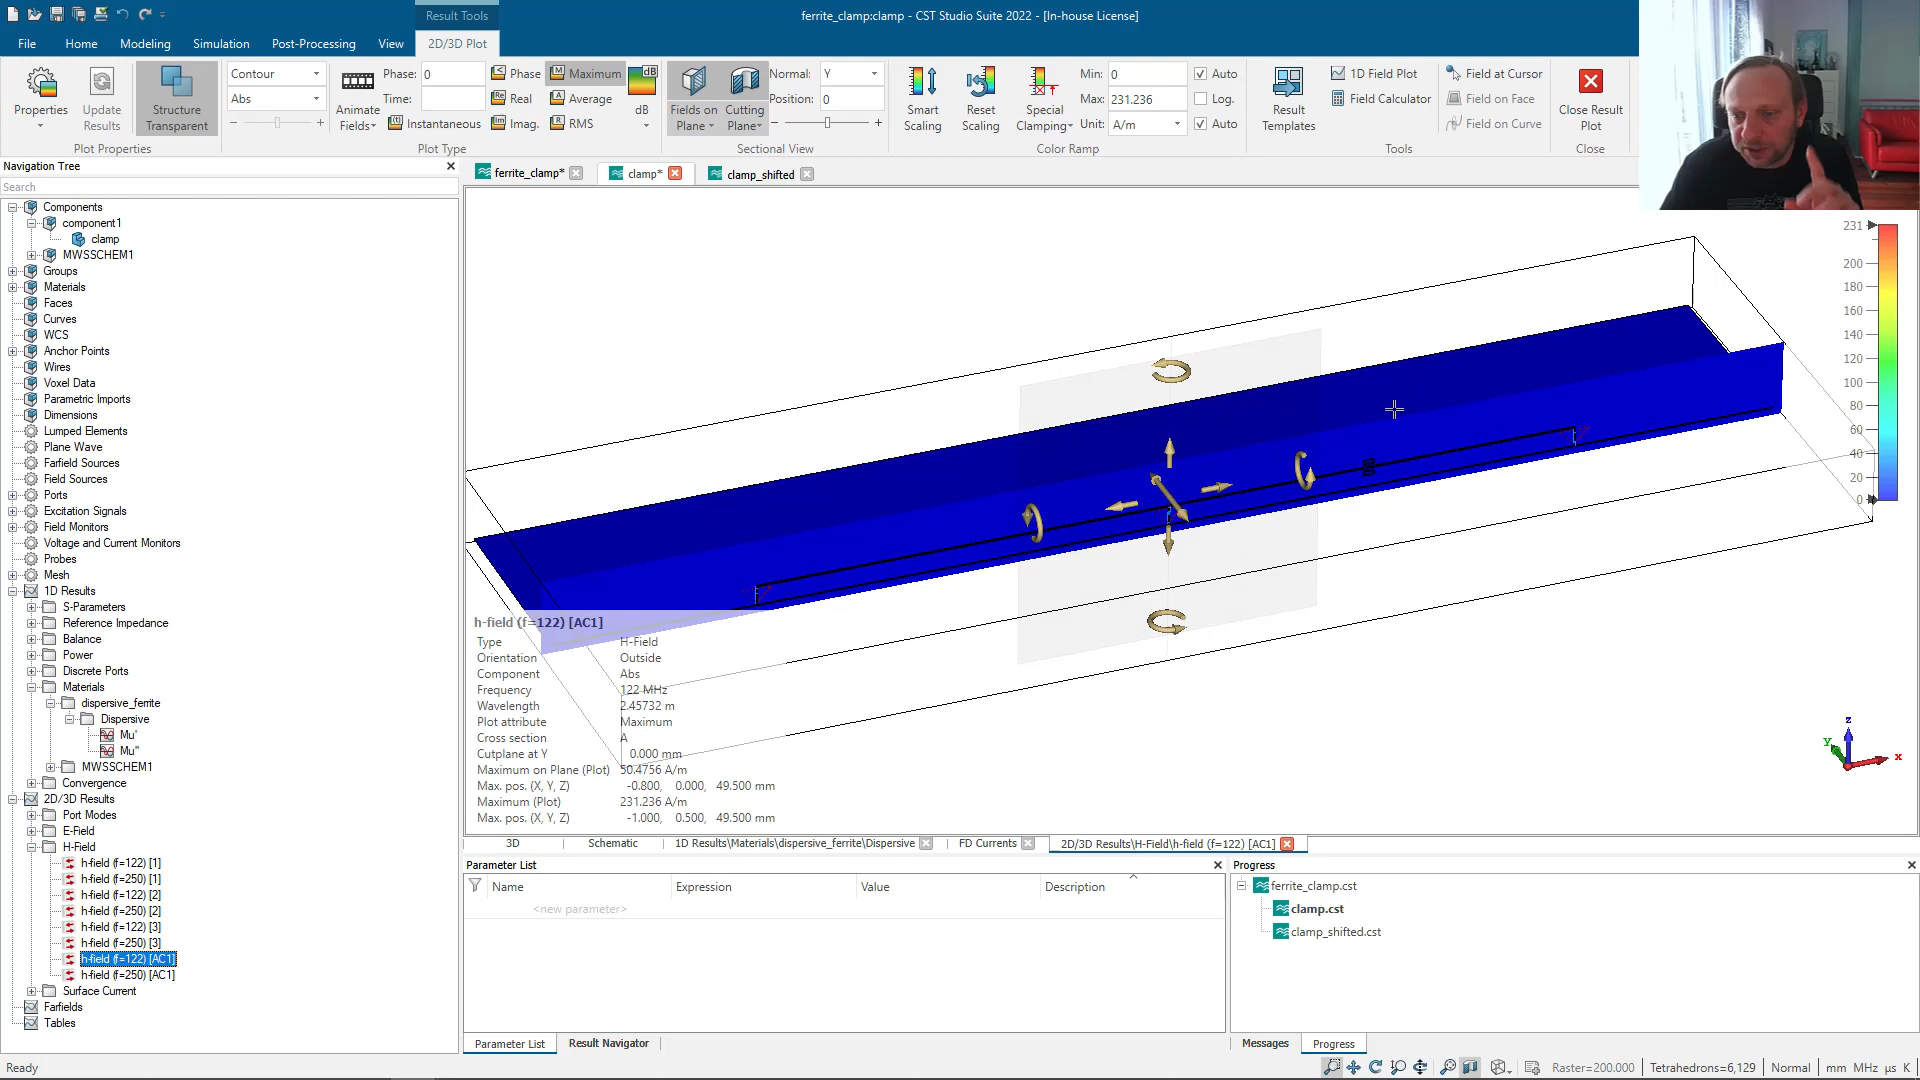 ferrite_clamp:clamp - CST Studio Suite 2022 - [In-house License]
Result Tools
File Home Modeling Simulation Post-Processing View 2D/3D Plot
Properties
Update Results
Structure Transparent
Plot Properties
Contour
Abs
Animate Fields
Phase: 0
Time:
Instantaneous
Phase
Real
Imag.
Maximum
Average
RMS
dB
dB
Plot Type
Fields on Plane
Cutting Plane
Normal: Y
Position: 0
Sectional View
Smart Scaling
Reset Scaling
Special Clamping
Min: 0
Max: 231.236
Unit: A/m
Auto
Log.
Auto
Color Ramp
Result Templates
1D Field Plot
Field Calculator
Field at Cursor
Field on Face
Field on Curve
Tools
Close Result Plot
Close
Navigation Tree
Search
Components
component1
clamp
MWSSCHEM1
Groups
Materials
Faces
Curves
WCS
Anchor Points
Wires
Voxel Data
Parametric Imports
Dimensions
Lumped Elements
Plane Wave
Farfield Sources
Field Sources
Ports
Excitation Signals
Field Monitors
Voltage and Current Monitors
Probes
Mesh
1D Results
S-Parameters
Reference Impedance
Balance
Power
Discrete Ports
Materials
dispersive_ferrite
Dispersive
Mu'
Mu''
MWSSCHEM1
Convergence
2D/3D Results
Port Modes
E-Field
H-Field
h-field (f=122) [1]
h-field (f=250) [1]
h-field (f=122) [2]
h-field (f=250) [2]
h-field (f=122) [3]
h-field (f=250) [3]
h-field (f=122) [AC1]
h-field (f=250) [AC1]
Surface Current
Farfields
Tables
ferrite_clamp*
clamp*
clamp_shifted
231
200
180
160
140
120
100
80
60
40
20
0
h-field (f=122) [AC1]
Type H-Field
Orientation Outside
Component Abs
Frequency 122 MHz
Wavelength 2.45732 m
Plot attribute Maximum
Cross section A
Cutplane at Y 0.000 mm
Maximum on Plane (Plot) 50.4756 A/m
Max. pos. (X, Y, Z) -0.800, 0.000, 49.500 mm
Maximum (Plot) 231.236 A/m
Max. pos. (X, Y, Z) -1.000, 0.500, 49.500 mm
z
y
x
3D
Schematic
1D Results\Materials\dispersive_ferrite\Dispersive
FD Currents
2D/3D Results\H-Field\h-field (f=122) [AC1]
Parameter List
Name Expression Value Description
<new parameter>
Parameter List
Result Navigator
Progress
ferrite_clamp.cst
clamp.cst
clamp_shifted.cst
Messages
Progress
Ready
Raster=200.000 Tetrahedrons=6,129 Normal mm MHz µs K